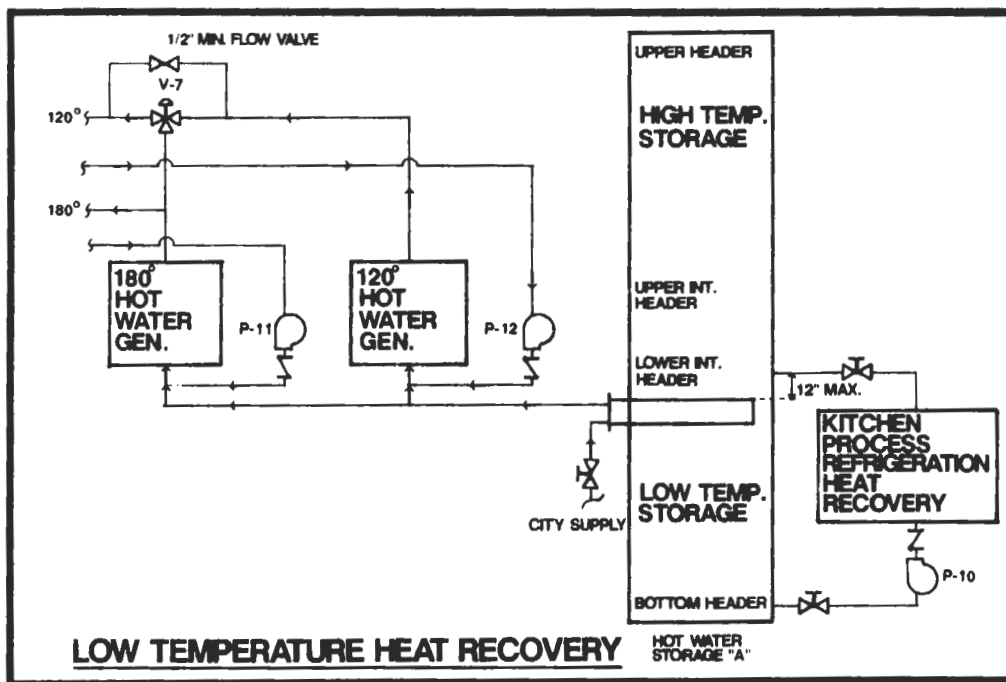 1/2" MIN. FLOW VALVE
V-7
120°
180°
180°
HOT
WATER
GEN.
P-11
120°
HOT
WATER
GEN.
P-12
UPPER HEADER
HIGH TEMP.
STORAGE
UPPER INT.
HEADER
LOWER INT.
HEADER
12" MAX.
KITCHEN
PROCESS
REFRIGERATION
HEAT
RECOVERY
LOW TEMP.
STORAGE
CITY SUPPLY
P-10
BOTTOM HEADER
HOT WATER
STORAGE "A"
LOW TEMPERATURE HEAT RECOVERY